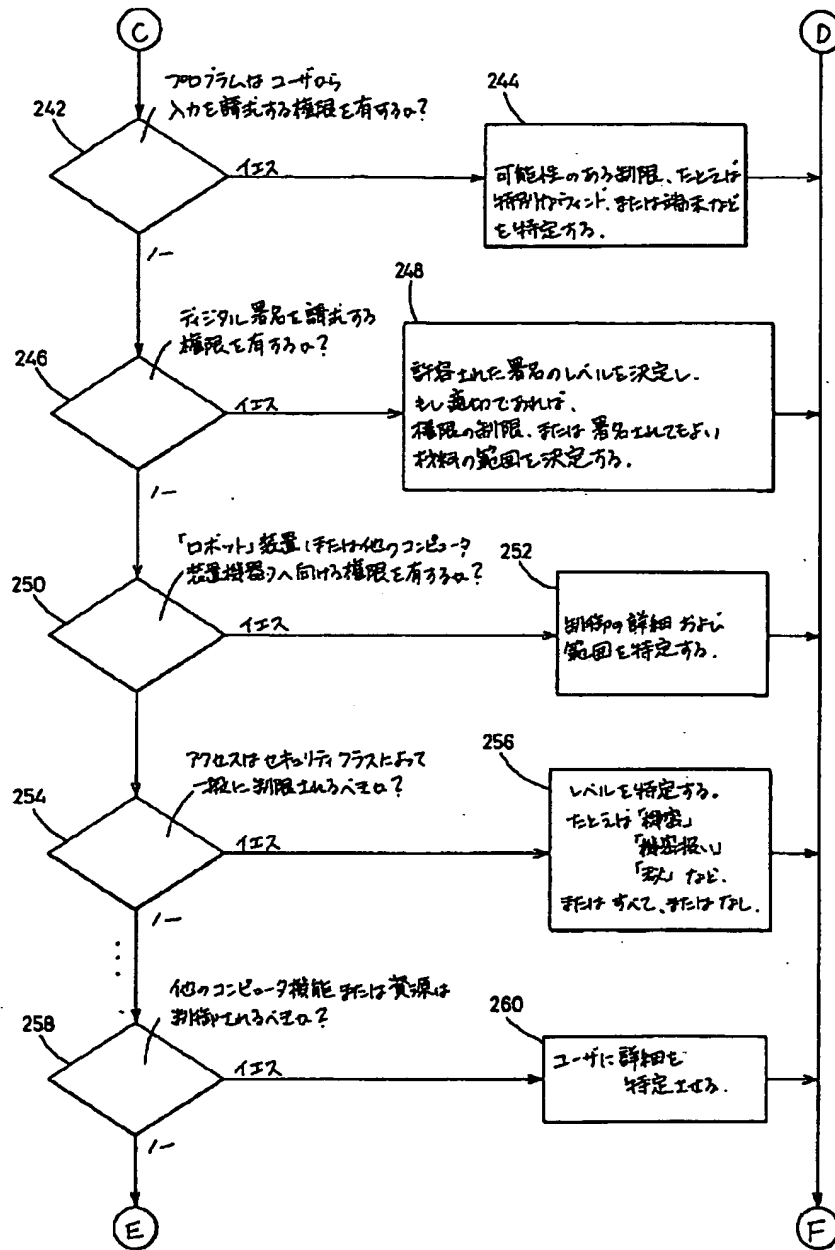 C
D
プログラムはユーザから
入力を請求する権限を有するか?
242
イエス
ノー
244
可能性のある制限、たとえば
特別なウィンド、または端末など
を特定する.
ディジタル署名を請求する
権限を有するか?
246
イエス
ノー
248
許容された署名のレベルを決定し.
もし適切であれば、
権限の制限、または署名されてもよい
材料の範囲を決定する.
「ロボット」装置(または他のコンピュータ
装置機器)へ向ける権限を有するか?
250
イエス
252
制御の詳細および
範囲を特定する.
アクセスはセキュリティクラスによって
一般に制限されるべきか?
254
イエス
ノー
256
レベルを特定する.
たとえば「機密」
「機密扱い」
など.
または すべて、または なし.
他のコンピュータ機能または資源は
制御されるべきか?
258
イエス
ノー
260
ユーザに詳細を
特定させる.
E
F